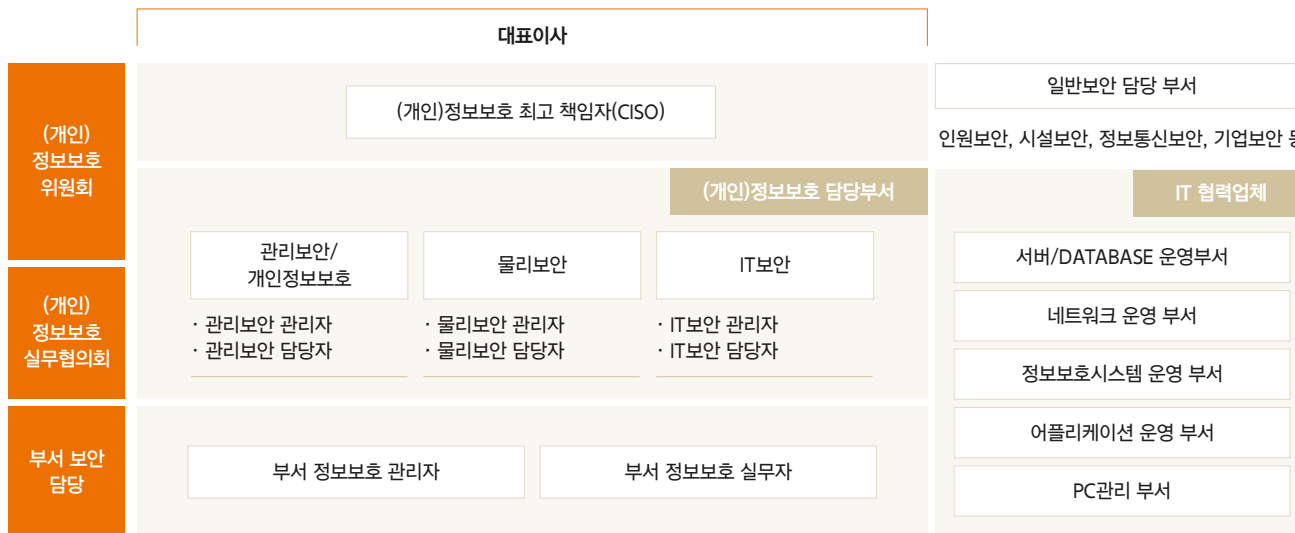 대표이사
(개인)
정보보호
위원회
(개인)정보보호 최고 책임자(CISO)
일반보안 담당 부서
인원보안, 시설보안, 정보통신보안, 기업보안
(개인)정보보호 담당부서
IT 협력업체
관리보안/
개인정보보호
물리보안
IT보안
(개인)
정보보호
실무협의회
· 관리보안 관리자
· 관리보안 담당자
· 물리보안 관리자
· 물리보안 담당자
· IT보안 관리자
· IT보안 담당자
서버/DATABASE 운영부서
네트워크 운영 부서
정보보호시스템 운영 부서
어플리케이션 운영 부서
PC관리 부서
부서 보안
담당
부서 정보보호 관리자
부서 정보보호 실무자